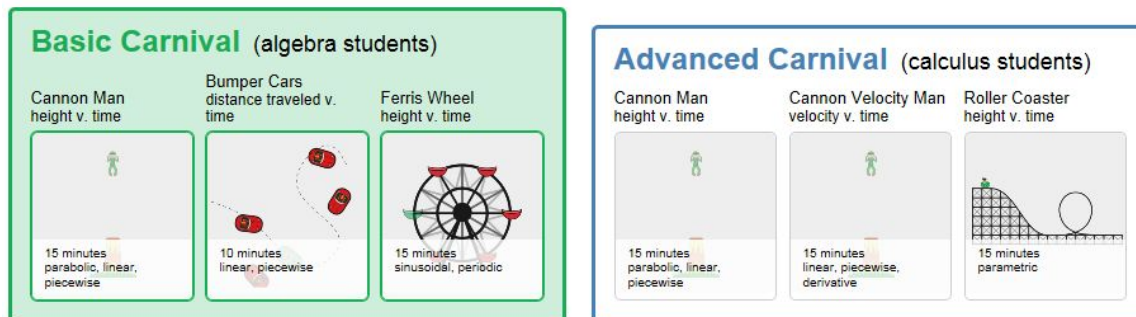 Basic Carnival (algebra students)
Cannon Man
height v. time
15 minutes
parabolic, linear,
piecewise
Bumper Cars
distance traveled v.
time
10 minutes
linear, piecewise
Ferris Wheel
height v. time
15 minutes
sinusoidal, periodic
Advanced Carnival (calculus students)
Cannon Man
height v. time
15 minutes
parabolic, linear,
piecewise
Cannon Velocity Man
velocity v. time
15 minutes
linear, piecewise,
derivative
Roller Coaster
height v. time
15 minutes
parametric